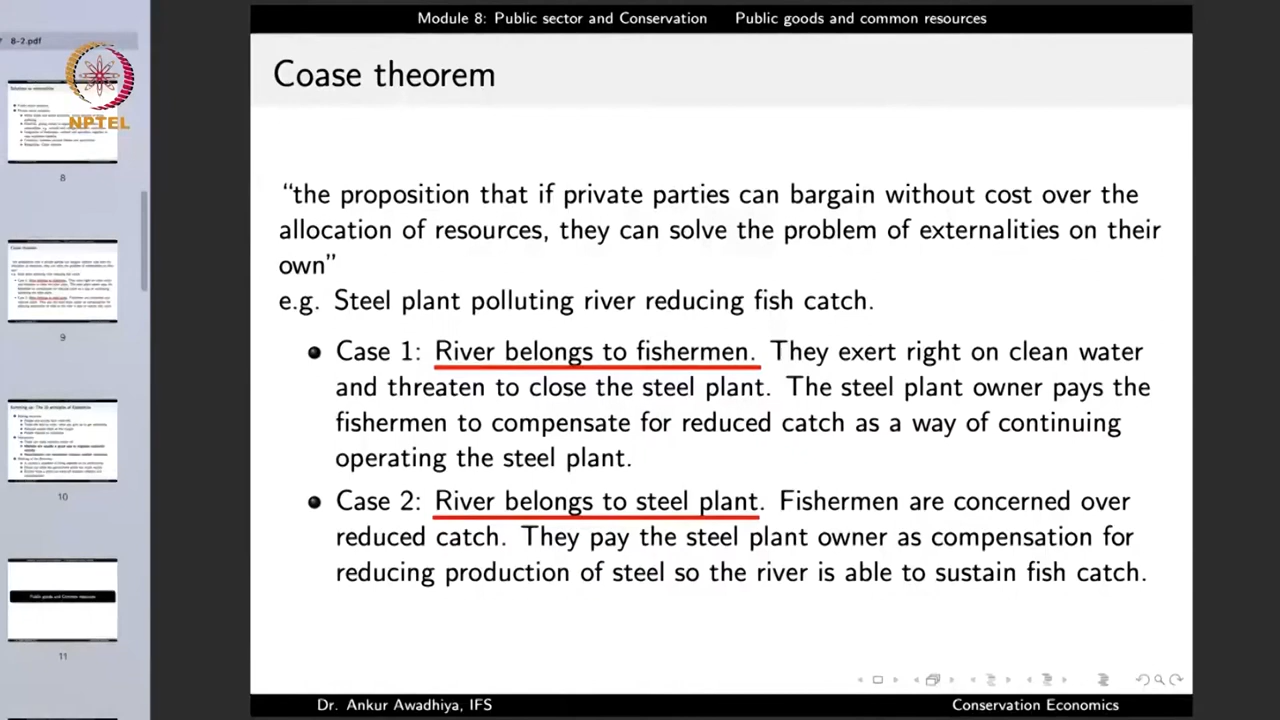 Module 8: Public sector and Conservation Public goods and common resources
8-2.pdf
NPTEL
Coase theorem
“the proposition that if private parties can bargain without cost over the
allocation of resources, they can solve the problem of externalities on their
own”
e.g. Steel plant polluting river reducing fish catch.
Case 1: River belongs to fishermen. They exert right on clean water
and threaten to close the steel plant. The steel plant owner pays the
fishermen to compensate for reduced catch as a way of continuing
operating the steel plant.
Case 2: River belongs to steel plant. Fishermen are concerned over
reduced catch. They pay the steel plant owner as compensation for
reducing production of steel so the river is able to sustain fish catch.
8
9
10
Public goods and Common resources
11
Dr. Ankur Awadhiya, IFS Conservation Economics